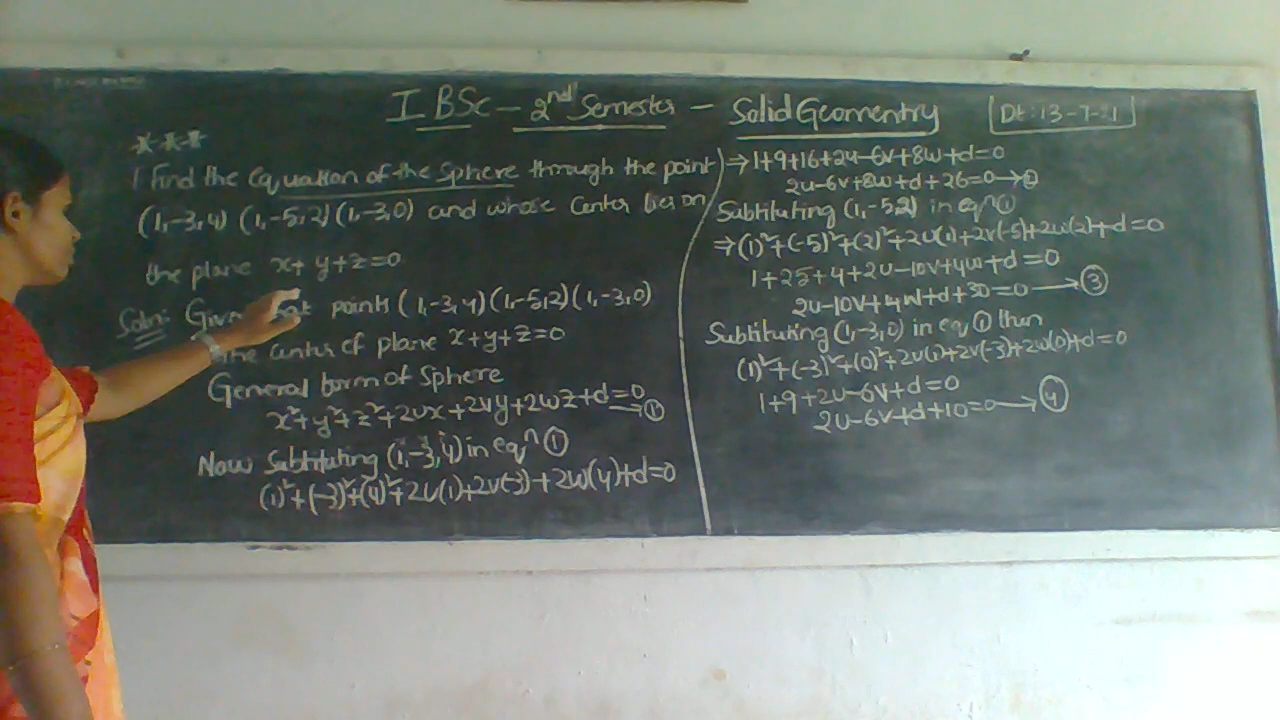 I BSc - 2nd Semester - Solid Geomentry
Dt: 13-7-21
***
1 Find the Equation of the Sphere through the point
(1,-3,4) (1,-5,2) (1,-3,0) and whose Center lies on
the plane x+y+z=0
Soln: Given that points (1,-3,4)(1,-5,2)(1,-3,0)
the center of plane x+y+z=0
General form of Sphere
x²+y²+z²+2ux+2vy+2wz+d=0 → ①
Now Subtituting (1,-3,4) in eqn ①
(1)²+(-3)²+(4)²+2u(1)+2v(-3)+2w(4)+d=0
⇒ 1+9+16+2u-6v+8w+d=0
2u-6v+8w+d+26=0 → ②
Subtituting (1,-5,2) in eqn ①
⇒ (1)²+(-5)²+(2)²+2u(1)+2v(-5)+2w(2)+d=0
1+25+4+2u-10v+4w+d=0
2u-10v+4w+d+30=0 → ③
Subtituting (1,-3,0) in eq ① then
(1)²+(-3)²+(0)²+2u(1)+2v(-3)+2w(0)+d=0
1+9+2u-6v+d=0
2u-6v+d+10=0 → ④